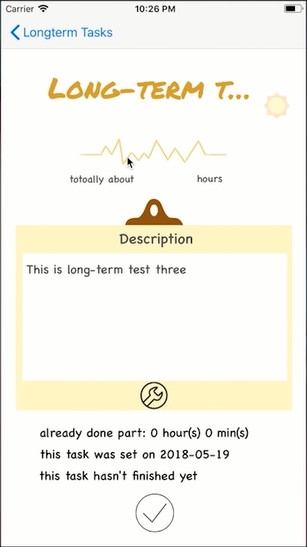 Carrier 10:26 PM
Longterm Tasks
LONG-TERM T...
totoally about hours
Description
This is long-term test three
already done part: 0 hour(s) 0 min(s)
this task was set on 2018-05-19
this task hasn't finished yet